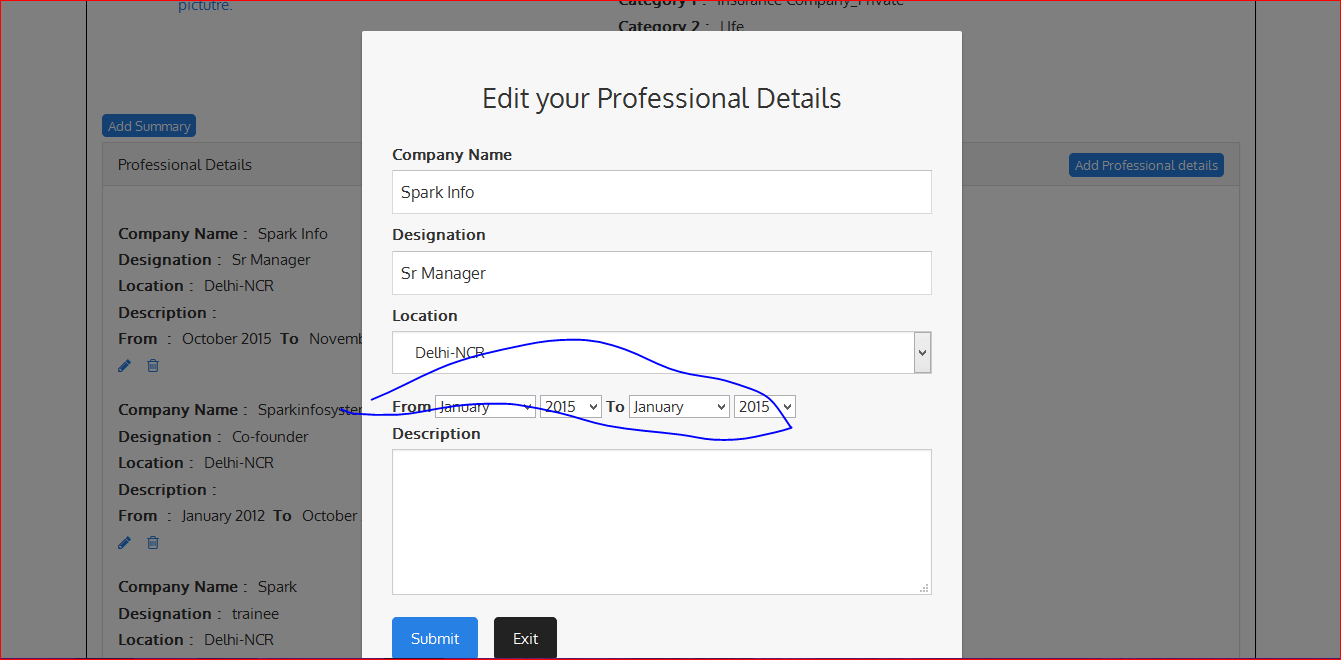 pictutre.
Category 1 : Insurance Company_Private
Category 2 : LIfe
Add Summary
Professional Details
Add Professional details
Company Name : Spark Info
Designation : Sr Manager
Location : Delhi-NCR
Description :
From : October 2015 To Novemb
Company Name : Sparkinfosystem
Designation : Co-founder
Location : Delhi-NCR
Description :
From : January 2012 To October
Company Name : Spark
Designation : trainee
Location : Delhi-NCR
Edit your Professional Details
Company Name
Spark Info
Designation
Sr Manager
Location
Delhi-NCR
From January 2015 To January 2015
Description
Submit Exit